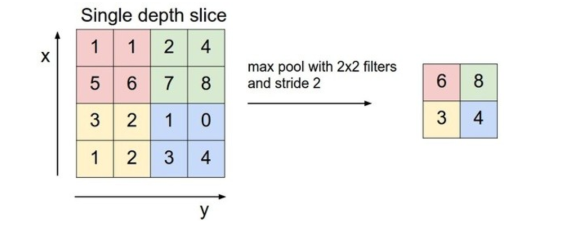 Single depth slice
x
1 1 2 4
5 6 7 8
3 2 1 0
1 2 3 4
y
max pool with 2x2 filters
and stride 2
6 8
3 4